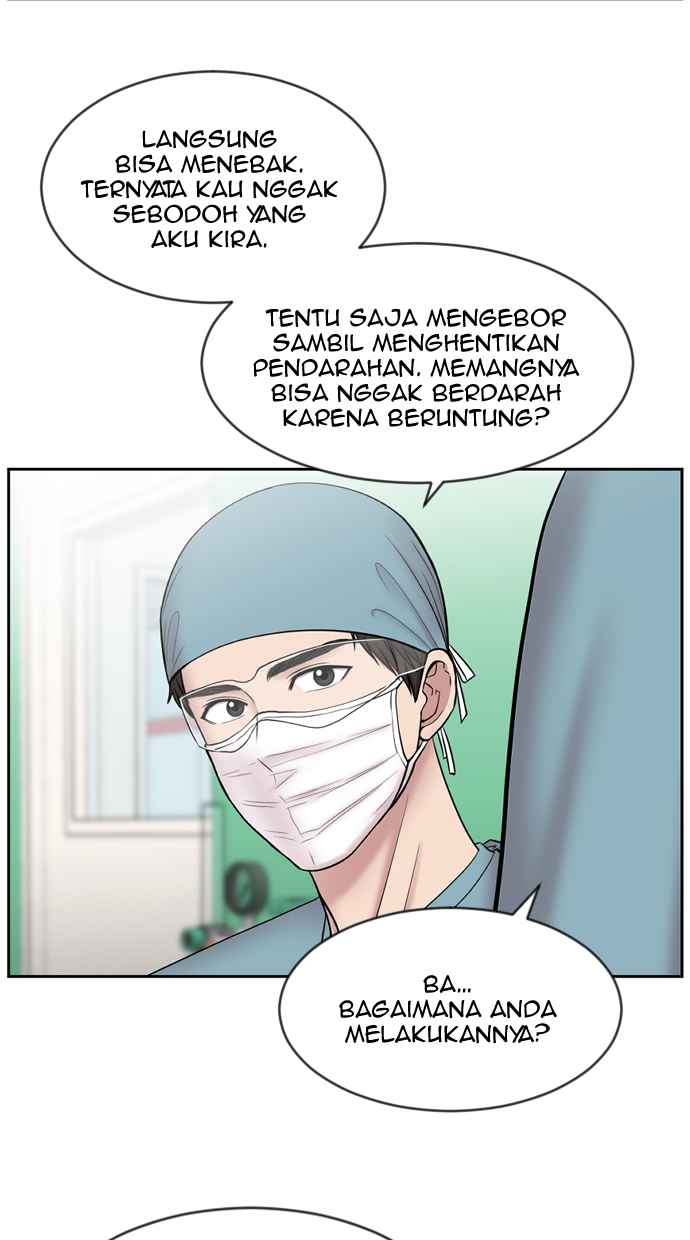 LANGSUNG
BISA MENEBAK.
TERNYATA KAU NGGAK
SEBODOH YANG
AKU KIRA.
TENTU SAJA MENGEBOR
SAMBIL MENGHENTIKAN
PENDARAHAN. MEMANGNYA
BISA NGGAK BERDARAH
KARENA BERUNTUNG?
BA...
BAGAIMANA ANDA
MELAKUKANNYA?